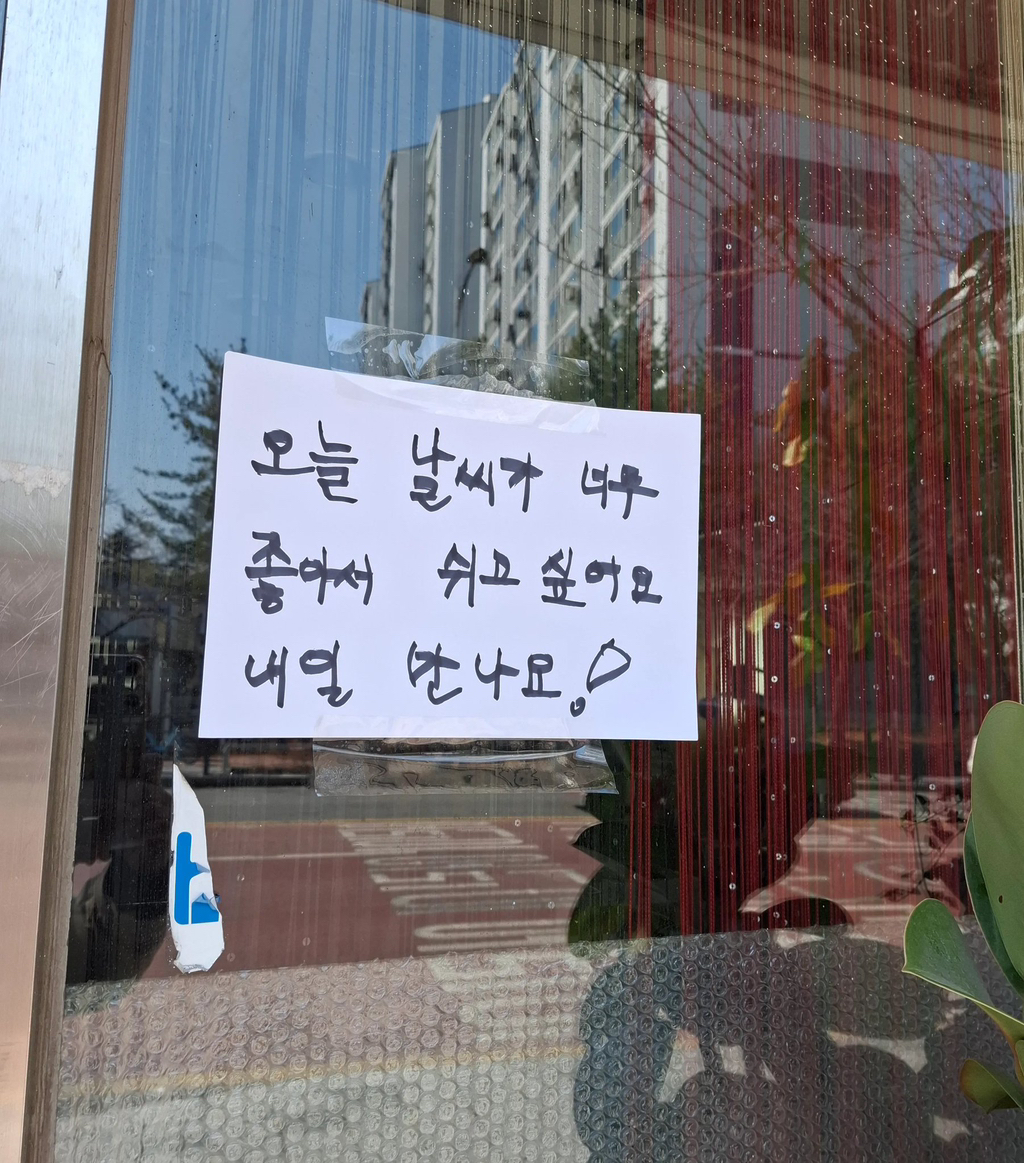 오늘 날씨가 너무
좋아서 쉬고 싶어요
내일 만나요!